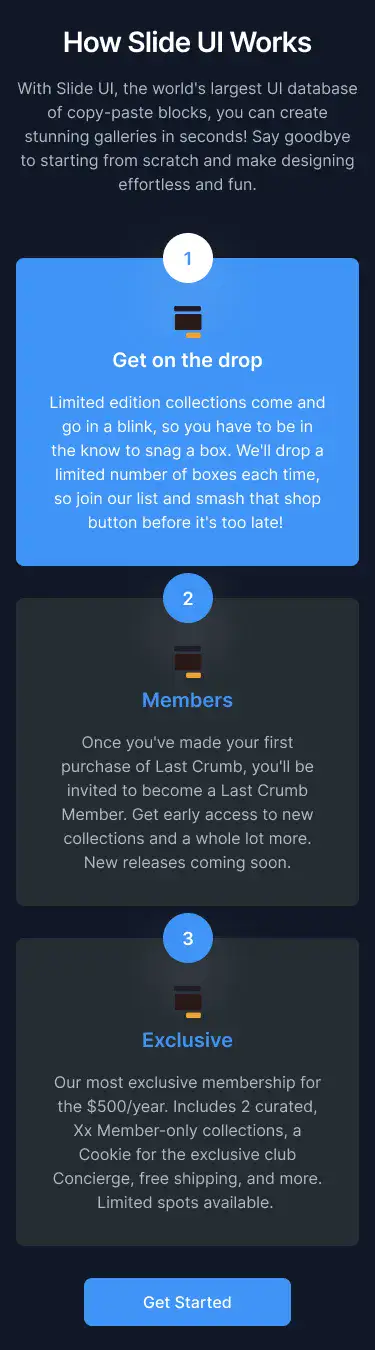 How Slide UI Works
With Slide UI, the world's largest UI database
of copy-paste blocks, you can create
stunning galleries in seconds! Say goodbye
to starting from scratch and make designing
effortless and fun.
1
Get on the drop
Limited edition collections come and
go in a blink, so you have to be in
the know to snag a box. We'll drop a
limited number of boxes each time,
so join our list and smash that shop
button before it's too late!
2
Members
Once you've made your first
purchase of Last Crumb, you'll be
invited to become a Last Crumb
Member. Get early access to new
collections and a whole lot more.
New releases coming soon.
3
Exclusive
Our most exclusive membership for
the $500/year. Includes 2 curated,
Xx Member-only collections, a
Cookie for the exclusive club
Concierge, free shipping, and more.
Limited spots available.
Get Started